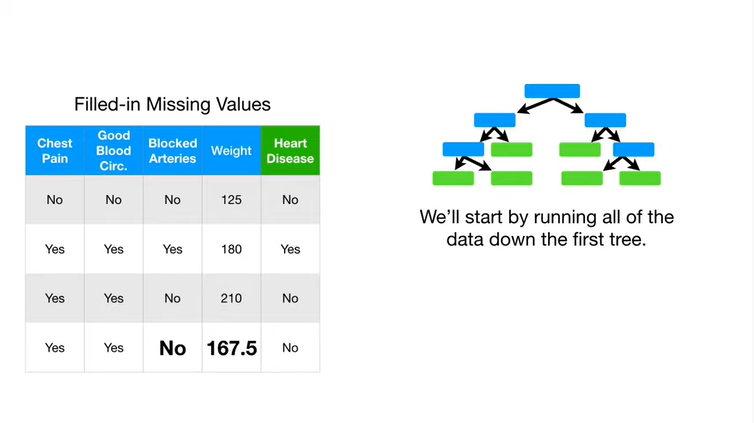 Filled-in Missing Values
Chest Pain Good Blood Circ. Blocked Arteries Weight Heart Disease
No No No 125 No
Yes Yes Yes 180 Yes
Yes Yes No 210 No
Yes Yes No 167.5 No
We'll start by running all of the
data down the first tree.